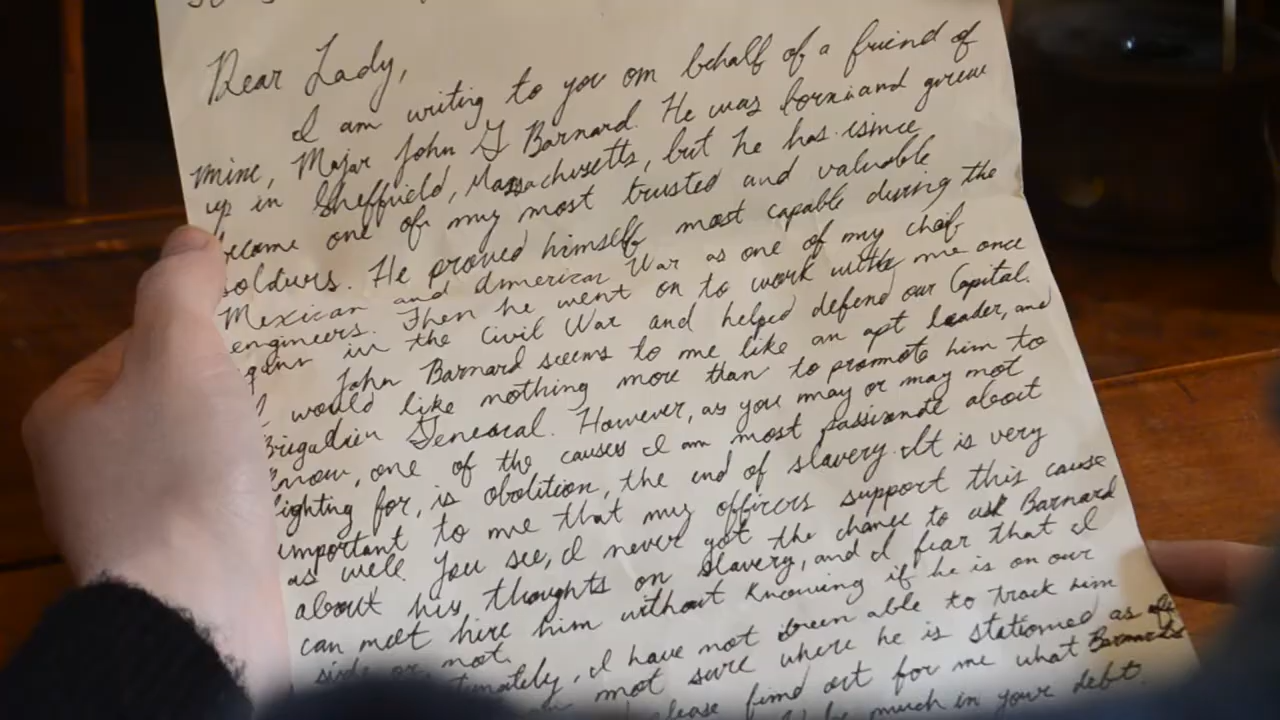 Dear Lady,
I am writing to you on behalf of a friend of
mine, Major John G Barnard. He was born and grew
up in Sheffield, Massachusetts, but he has since
become one of my most trusted and valuable
soldiers. He proved himself most capable during the
Mexican and American War as one of my chief
engineers. Then he went on to work with me once
again in the Civil War and helped defend our Capital.
John Barnard seems to me like an apt leader, and
I would like nothing more than to promote him to
Brigadier General. However, as you may or may not
know, one of the causes I am most passionate about
fighting for, is abolition, the end of slavery. It is very
important to me that my officers support this cause
as well. You see, I never got the chance to ask Barnard
about his thoughts on slavery, and I fear that I
can not hire him without knowing if he is on our
side or not.
I have not been able to track him
not sure where he is stationed as of
please find out for me what Barnard's
be much in your debt.